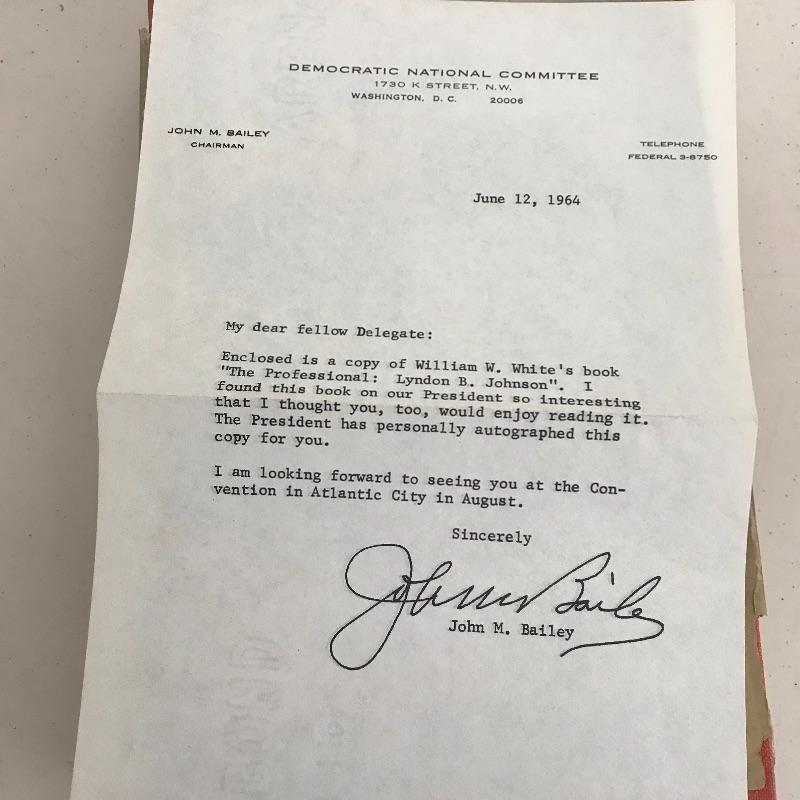 DEMOCRATIC NATIONAL COMMITTEE
1730 K STREET, N.W.
WASHINGTON, D. C. 20006
JOHN M. BAILEY
CHAIRMAN
TELEPHONE
FEDERAL 3-8750
June 12, 1964
My dear fellow Delegate:
Enclosed is a copy of William W. White's book
"The Professional: Lyndon B. Johnson". I
found this book on our President so interesting
that I thought you, too, would enjoy reading it.
The President has personally autographed this
copy for you.
I am looking forward to seeing you at the Con-
vention in Atlantic City in August.
Sincerely
John M Bailey
John M. Bailey